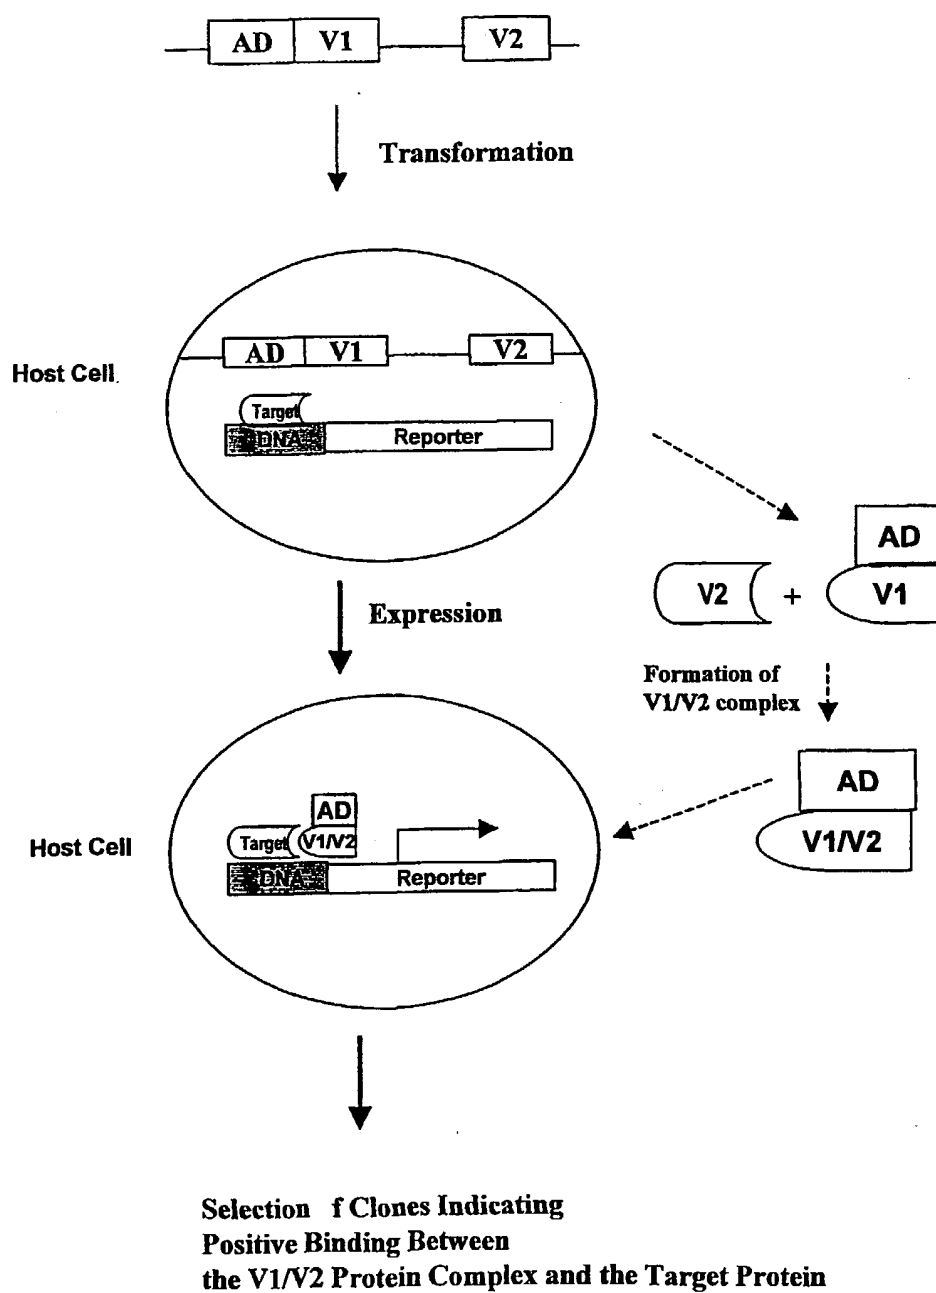 AD V1 V2
Transformation
Host Cell
AD V1 V2
Target
DNA Reporter
AD
V2 + V1
Expression
Formation of
V1/V2 complex
AD
V1/V2
Host Cell
AD
Target V1/V2
DNA Reporter
Selection f Clones Indicating
Positive Binding Between
the V1/V2 Protein Complex and the Target Protein